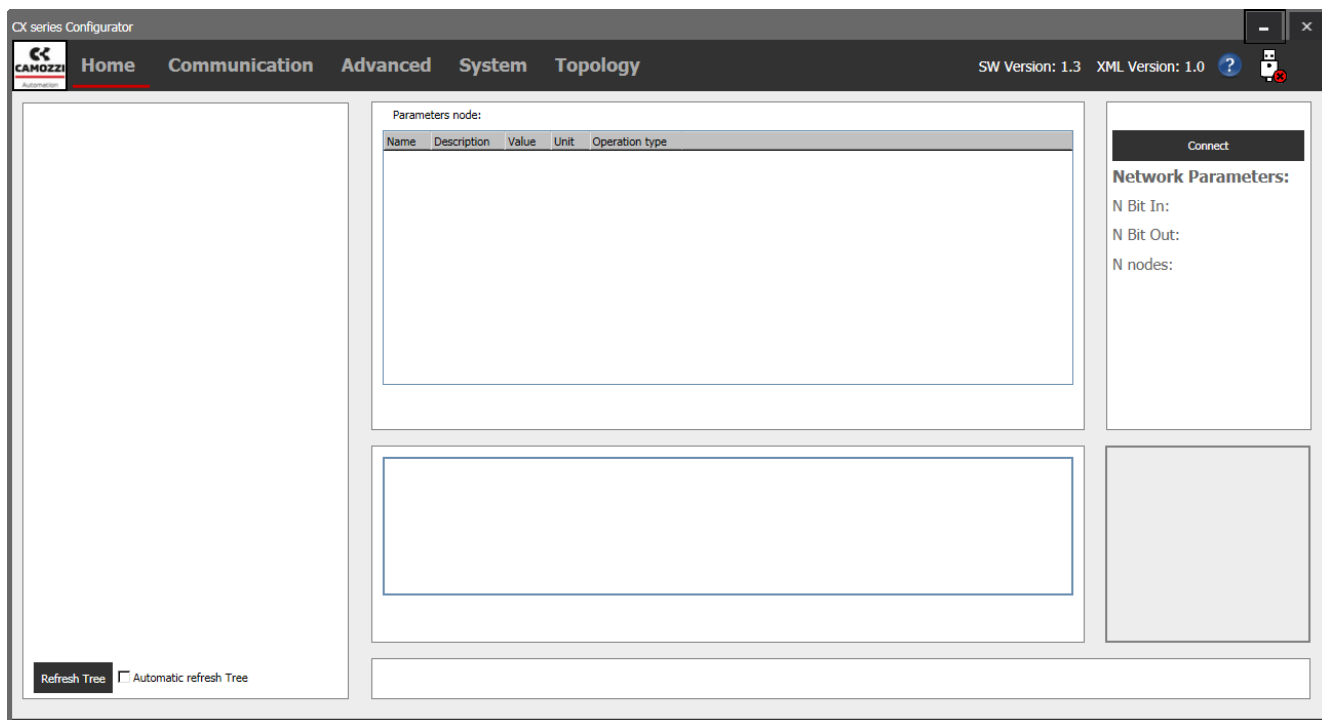 CX series Configurator
CAMOZZI
Automation
Home Communication Advanced System Topology SW Version: 1.3 XML Version: 1.0 ?
Parameters node:
Name Description Value Unit Operation type
Connect
Network Parameters:
N Bit In:
N Bit Out:
N nodes:
Refresh Tree Automatic refresh Tree